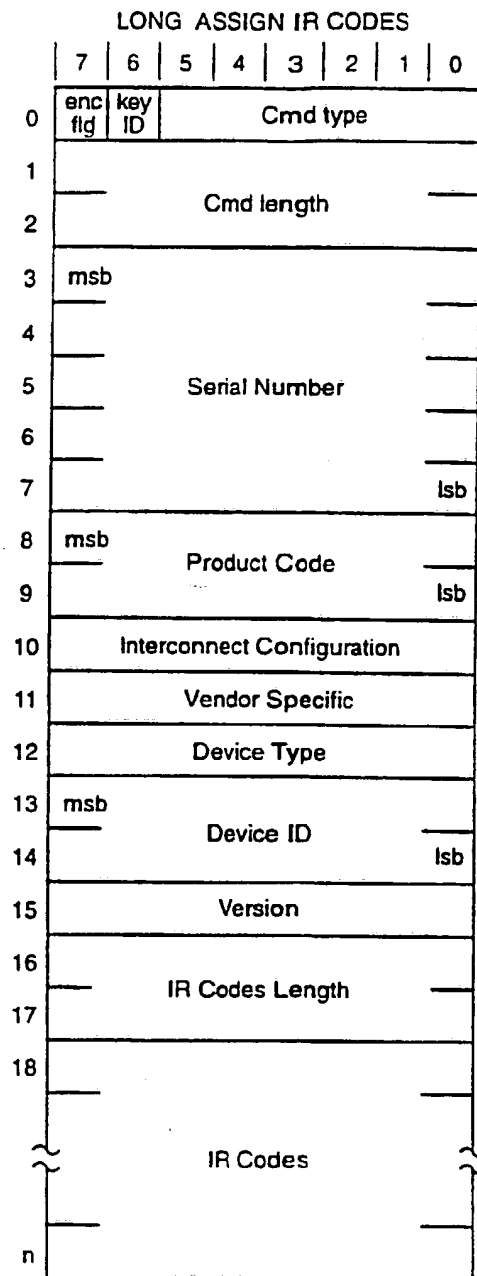 LONG ASSIGN IR CODES
7 6 5 4 3 2 1 0
0 enc flg key ID Cmd type
1
Cmd length
2
3 msb
4
5 Serial Number
6
7 lsb
8 msb
Product Code
9 lsb
10 Interconnect Configuration
11 Vendor Specific
12 Device Type
13 msb
Device ID
14 lsb
15 Version
16
IR Codes Length
17
18
IR Codes
n